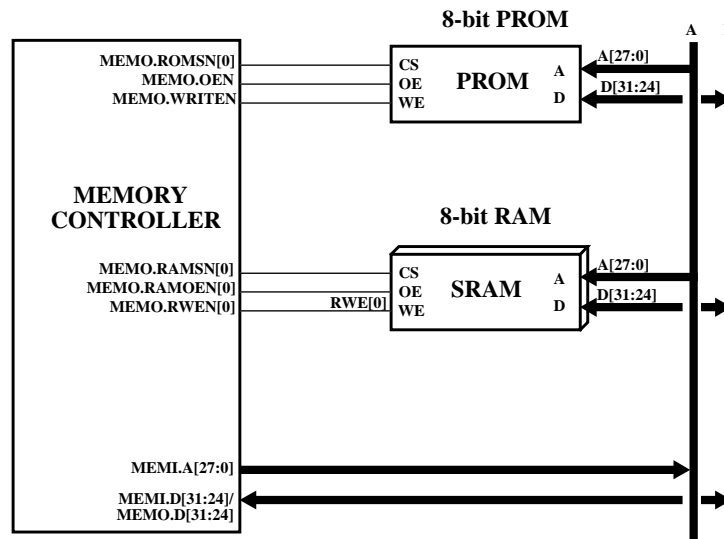 8-bit PROM
A
MEMO.ROMSN[0]
MEMO.OEN
MEMO.WRITEN
CS
OE
WE
PROM
A
D
A[27:0]
D[31:24]
MEMORY
CONTROLLER
8-bit RAM
MEMO.RAMSN[0]
MEMO.RAMOEN[0]
MEMO.RWEN[0]
RWE[0]
CS
OE
WE
SRAM
A
D
A[27:0]
D[31:24]
MEMI.A[27:0]
MEMI.D[31:24]/
MEMO.D[31:24]